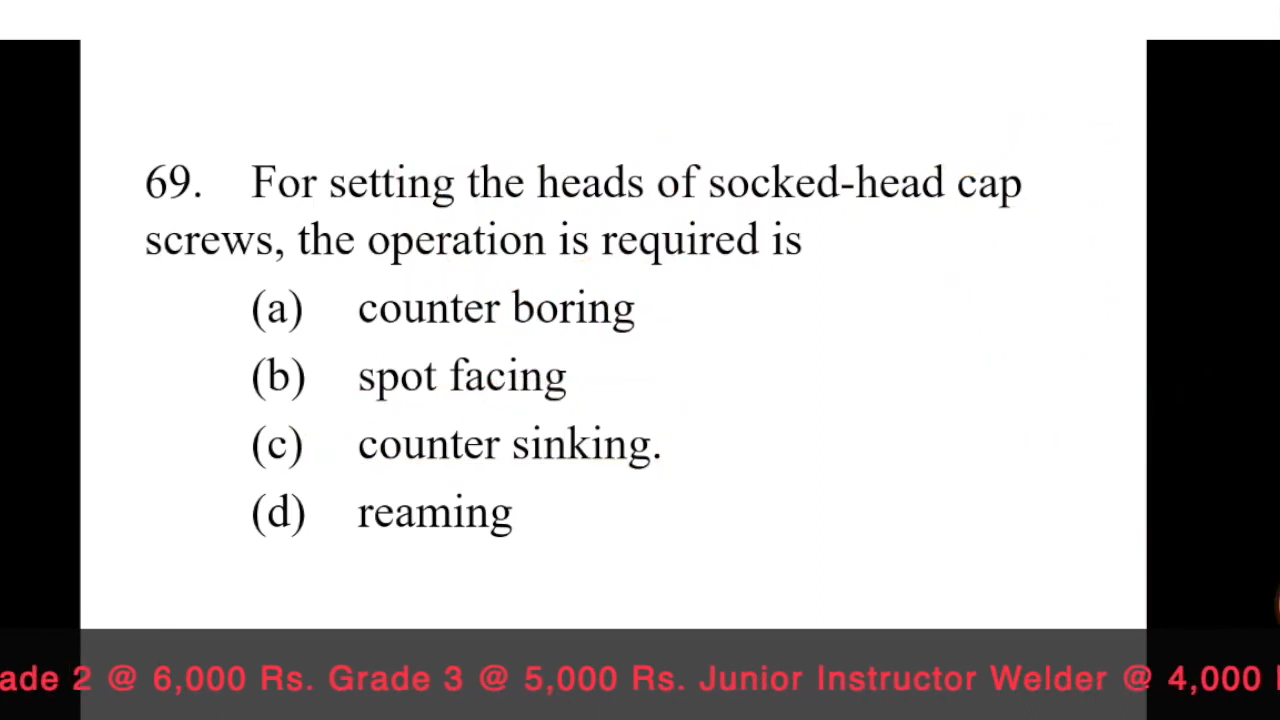 69. For setting the heads of socked-head cap
screws, the operation is required is
(a) counter boring
(b) spot facing
(c) counter sinking.
(d) reaming
ade 2 @ 6,000 Rs. Grade 3 @ 5,000 Rs. Junior Instructor Welder @ 4,000